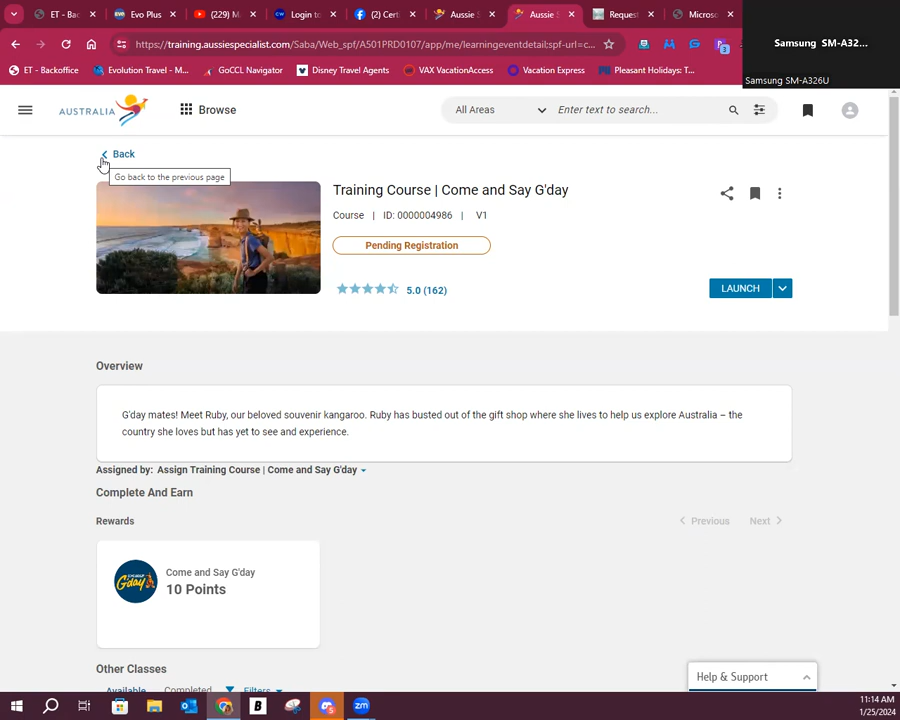 ET - Ba
Evo Plus
(229) M
Login to
(2) Cert
Aussie S
Aussie S
Request
Micros
Samsung SM-A32...
Samsung SM-A326U
https://training.aussiespecialist.com/Saba/Web_spf/A501PRD0107/app/me/learningeventdetail;spf-url=c...
3
ET - Backoffice
Evolution Travel - M...
GoCCL Navigator
Disney Travel Agents
VAX VacationAccess
Vacation Express
Pleasant Holidays: T...
AUSTRALIA
Browse
All Areas
Enter text to search...
Back
Go back to the previous page
Training Course | Come and Say G'day
Course | ID: 0000004986 | V1
Pending Registration
5.0 (162)
LAUNCH
Overview
G'day mates! Meet Ruby, our beloved souvenir kangaroo. Ruby has busted out of the gift shop where she lives to help us explore Australia – the
country she loves but has yet to see and experience.
Assigned by: Assign Training Course | Come and Say G'day
Complete And Earn
Rewards
Previous
Next
G'day
Come and Say G'day
10 Points
Other Classes
Available
Completed
Filters
Help & Support
zm
11:14 AM
1/25/2024